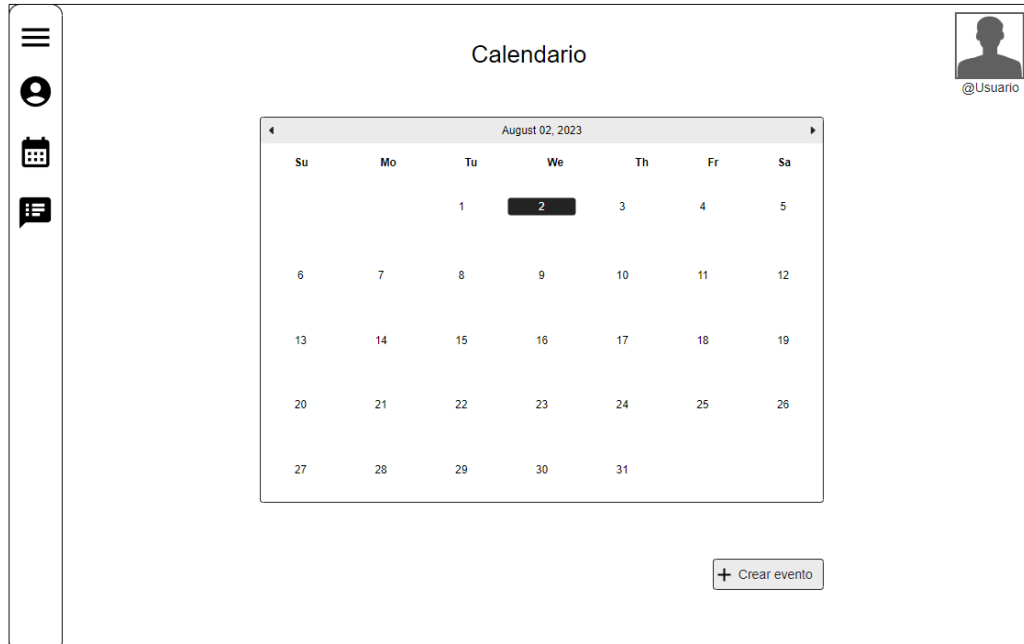 Calendario
@Usuario
August 02, 2023
Su Mo Tu We Th Fr Sa
1 2 3 4 5
6 7 8 9 10 11 12
13 14 15 16 17 18 19
20 21 22 23 24 25 26
27 28 29 30 31
Crear evento